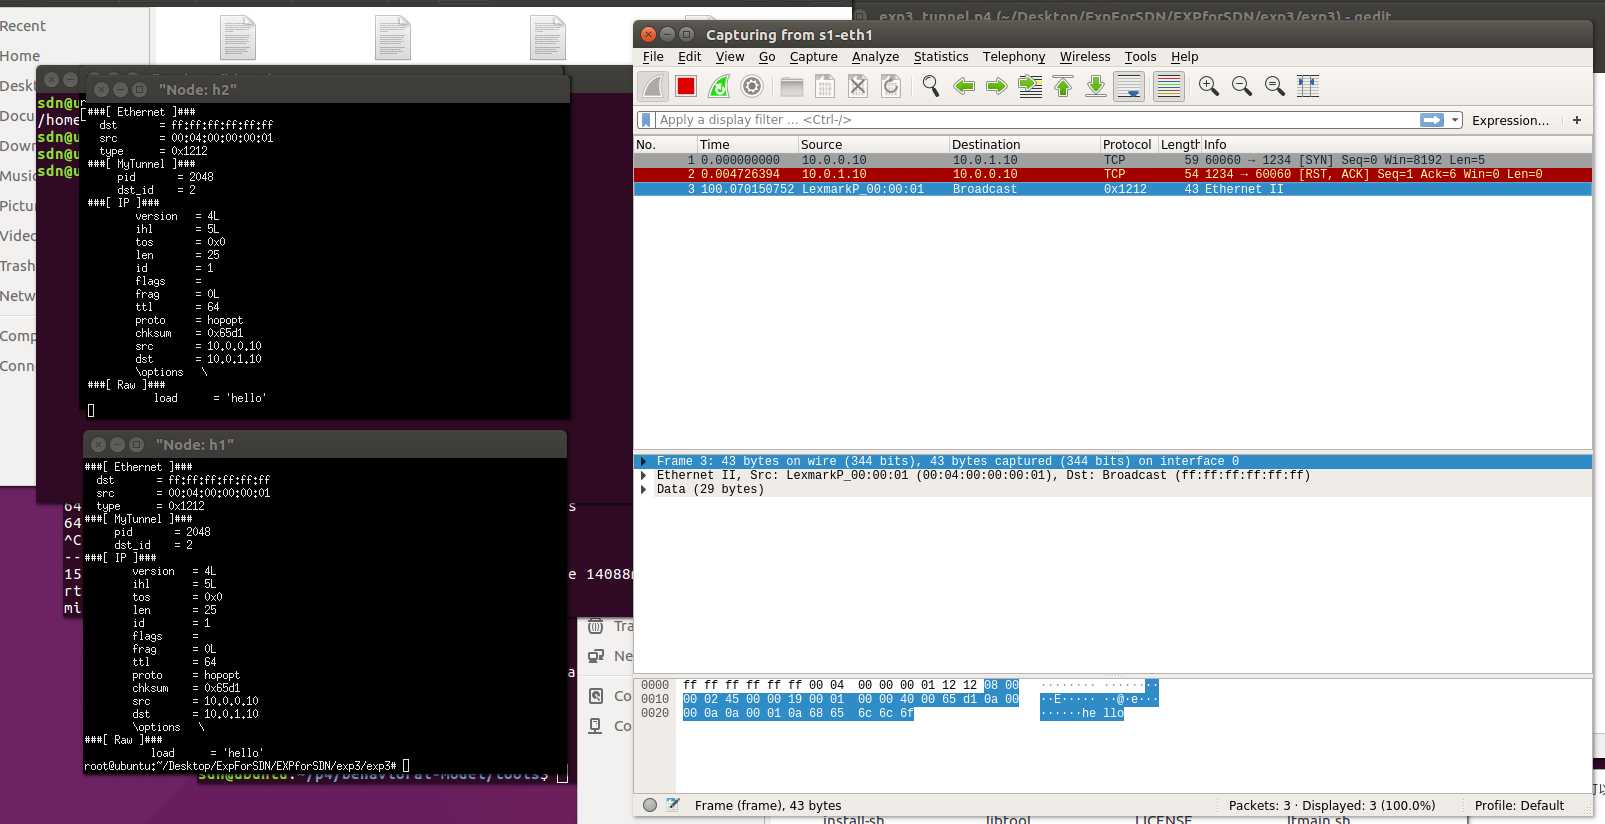 Recent
Home
Deskt
Docu
Down
Music
Pictur
Video
Trash
Netw
Comp
Conn
exp3_tunnel.p4 (~/Desktop/ExpForSDN/EXPforSDN/exp3/exp3) - gedit
sdn@u
/home
sdn@u
sdn@u
sdn@u
"Node: h2"
###[ Ethernet ]###
dst = ff:ff:ff:ff:ff:ff
src = 00:04:00:00:00:01
type = 0x1212
###[ MyTunnel ]###
pid = 2048
dst_id = 2
###[ IP ]###
version = 4L
ihl = 5L
tos = 0x0
len = 25
id = 1
flags =
frag = 0L
ttl = 64
proto = hopopt
chksum = 0x65d1
src = 10.0.0.10
dst = 10.0.1.10
\options \
###[ Raw ]###
load = 'hello'
"Node: h1"
###[ Ethernet ]###
dst = ff:ff:ff:ff:ff:ff
src = 00:04:00:00:00:01
type = 0x1212
###[ MyTunnel ]###
pid = 2048
dst_id = 2
###[ IP ]###
version = 4L
ihl = 5L
tos = 0x0
len = 25
id = 1
flags =
frag = 0L
ttl = 64
proto = hopopt
chksum = 0x65d1
src = 10.0.0.10
dst = 10.0.1.10
\options \
###[ Raw ]###
load = 'hello'
root@ubuntu:~/Desktop/ExpForSDN/EXPforSDN/exp3/exp3#
64
64
^C
--
15
rt
mi
s
e 14088m
a
sdn@ubuntu:~/p4/behavioral-model/tools$
Tra
Ne
Co
Co
Capturing from s1-eth1
File Edit View Go Capture Analyze Statistics Telephony Wireless Tools Help
Apply a display filter ... <Ctrl-/>
Expression... +
No. Time Source Destination Protocol Length Info
1 0.000000000 10.0.0.10 10.0.1.10 TCP 59 60060 → 1234 [SYN] Seq=0 Win=8192 Len=5
2 0.004726394 10.0.1.10 10.0.0.10 TCP 54 1234 → 60060 [RST, ACK] Seq=1 Ack=6 Win=0 Len=0
3 100.070150752 LexmarkP_00:00:01 Broadcast 0x1212 43 Ethernet II
Frame 3: 43 bytes on wire (344 bits), 43 bytes captured (344 bits) on interface 0
Ethernet II, Src: LexmarkP_00:00:01 (00:04:00:00:00:01), Dst: Broadcast (ff:ff:ff:ff:ff:ff)
Data (29 bytes)
0000 ff ff ff ff ff ff 00 04 00 00 00 01 12 12 08 00 ········ ········
0010 00 02 45 00 00 19 00 01 00 00 40 00 65 d1 0a 00 ··E····· ··@·e···
0020 00 0a 0a 00 01 0a 68 65 6c 6c 6f ······he llo
Frame (frame), 43 bytes
Packets: 3 · Displayed: 3 (100.0%)
Profile: Default
可以
install-sh
libtool
LICENSE
ltmain.sh